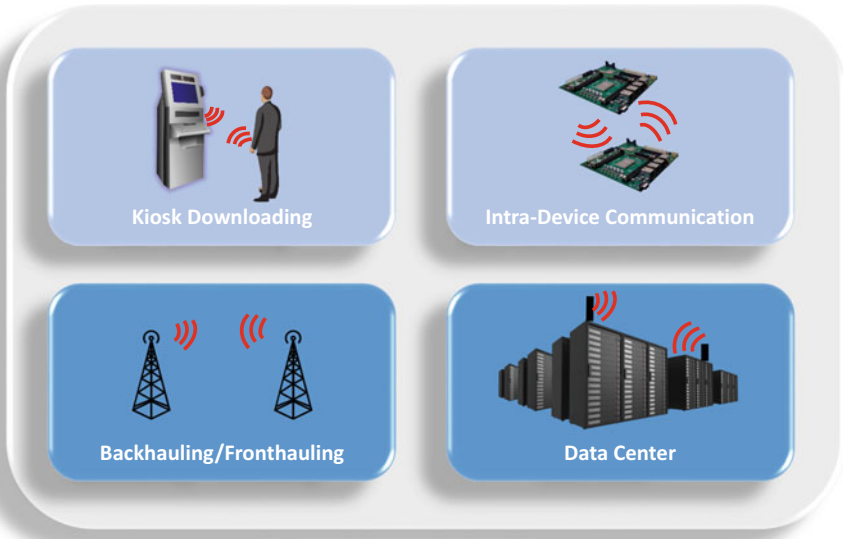 Kiosk Downloading
Intra-Device Communication
Backhauling/Fronthauling
Data Center